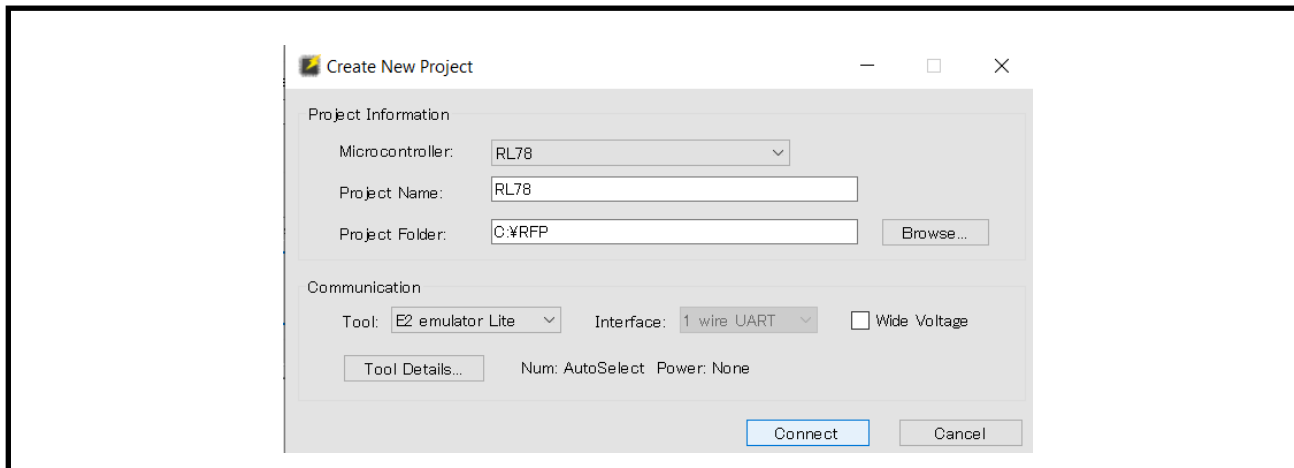 Create New Project
Project Information
Microcontroller: RL78
Project Name: RL78
Project Folder: C:¥RFP Browse...
Communication
Tool: E2 emulator Lite Interface: 1 wire UART Wide Voltage
Tool Details... Num: AutoSelect Power: None
Connect Cancel